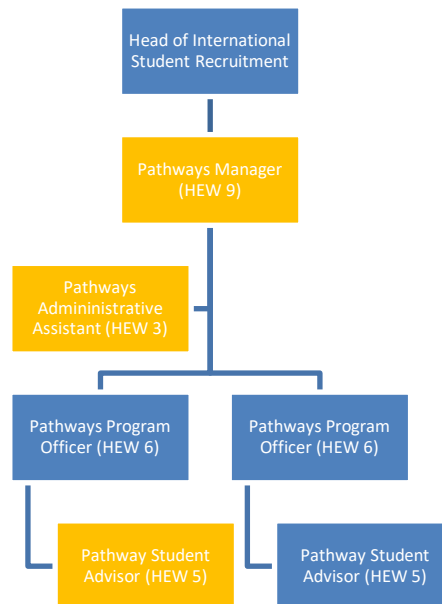 Head of International
Student Recruitment
Pathways Manager
(HEW 9)
Pathways
Admininistrative
Assistant (HEW 3)
Pathways Program
Officer (HEW 6)
Pathways Program
Officer (HEW 6)
Pathway Student
Advisor (HEW 5)
Pathway Student
Advisor (HEW 5)